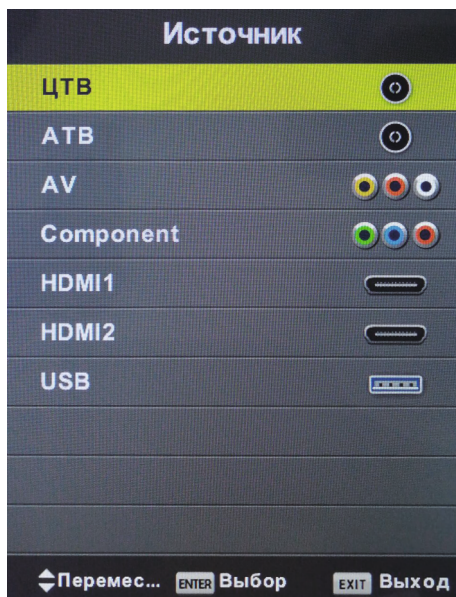 Источник
ЦТВ
АТВ
AV
Component
HDMI1
HDMI2
USB
Перемес... ENTER Выбор EXIT Выход